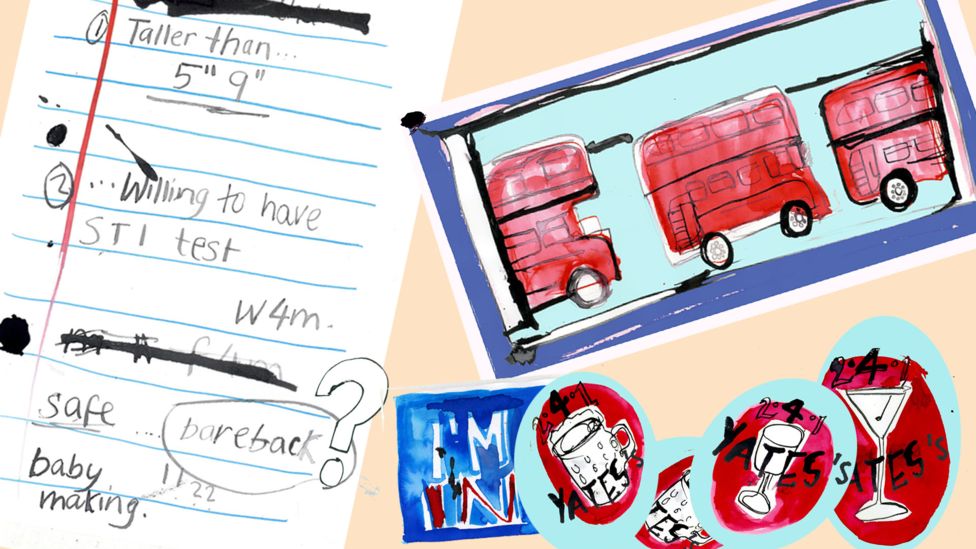 ① Taller than...
5"9"
② ...Willing to have
STI test
W4m.
safe ... bareback?
baby
making.
11
22
I'M
IN
2.4.1
YATES's
2.4.1
YATES's
2.4.1
YATES's